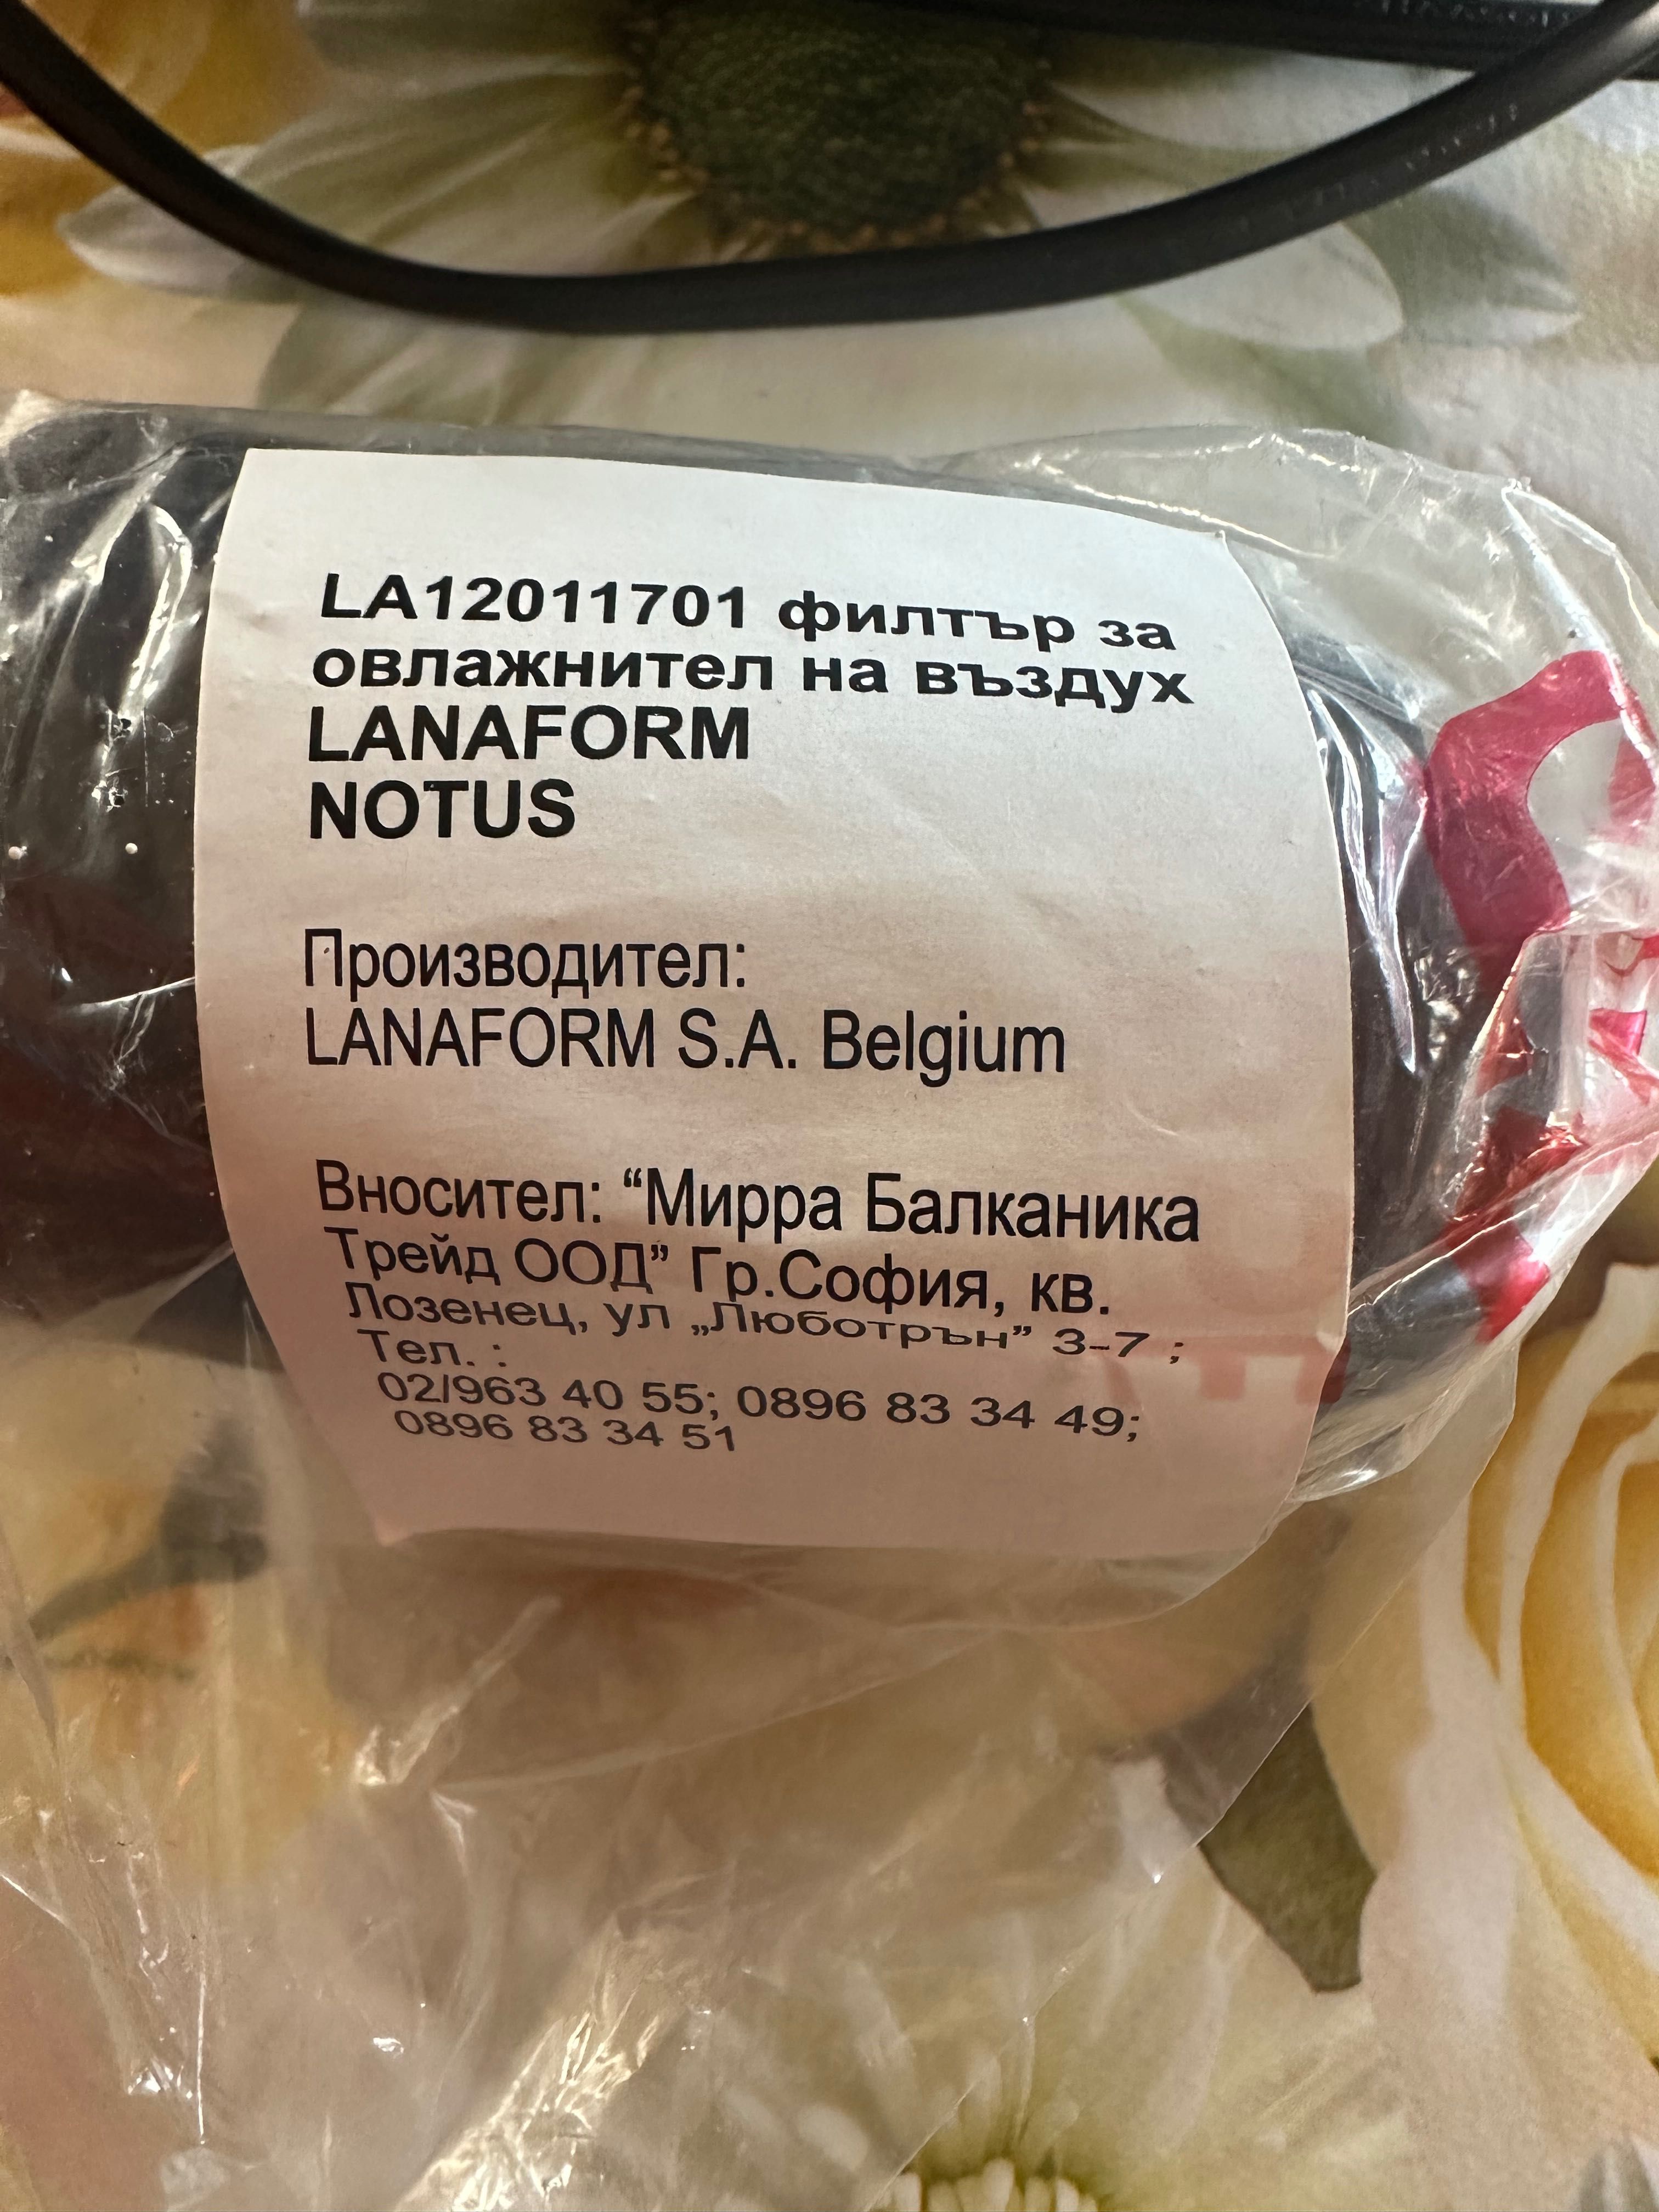 LA12011701 филтър за
овлажнител на въздух
LANAFORM
NOTUS
Производител:
LANAFORM S.A. Belgium
Вносител: “Мирра Балканика
Трейд ООД” Гр.София, кв.
Лозенец, ул „Люботрън” 3-7 ;
Тел. :
02/963 40 55; 0896 83 34 49;
0896 83 34 51